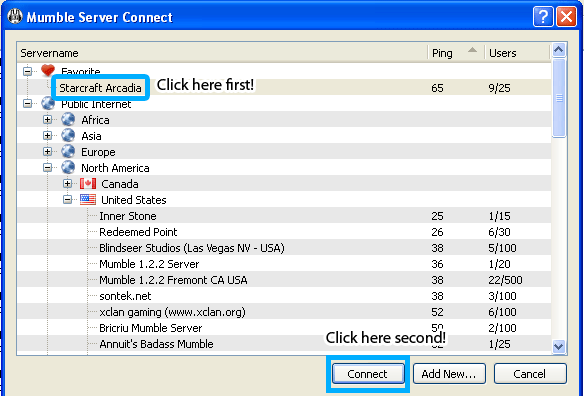 Mumble Server Connect
Servername Ping Users
Favorite
Starcraft Arcadia 65 9/25
Click here first!
Public Internet
Africa
Asia
Europe
North America
Canada
United States
Inner Stone 25 1/15
Redeemed Point 26 6/30
Blindseer Studios (Las Vegas NV - USA) 38 5/100
Mumble 1.2.2 Server 36 1/20
Mumble 1.2.2 Fremont CA USA 38 22/500
sontek.net 38 3/100
xclan gaming (www.xclan.org) 52 6/100
Bricriu Mumble Server 2/100
Annuit's Badass Mumble 1/25
Click here second!
Connect Add New... Cancel